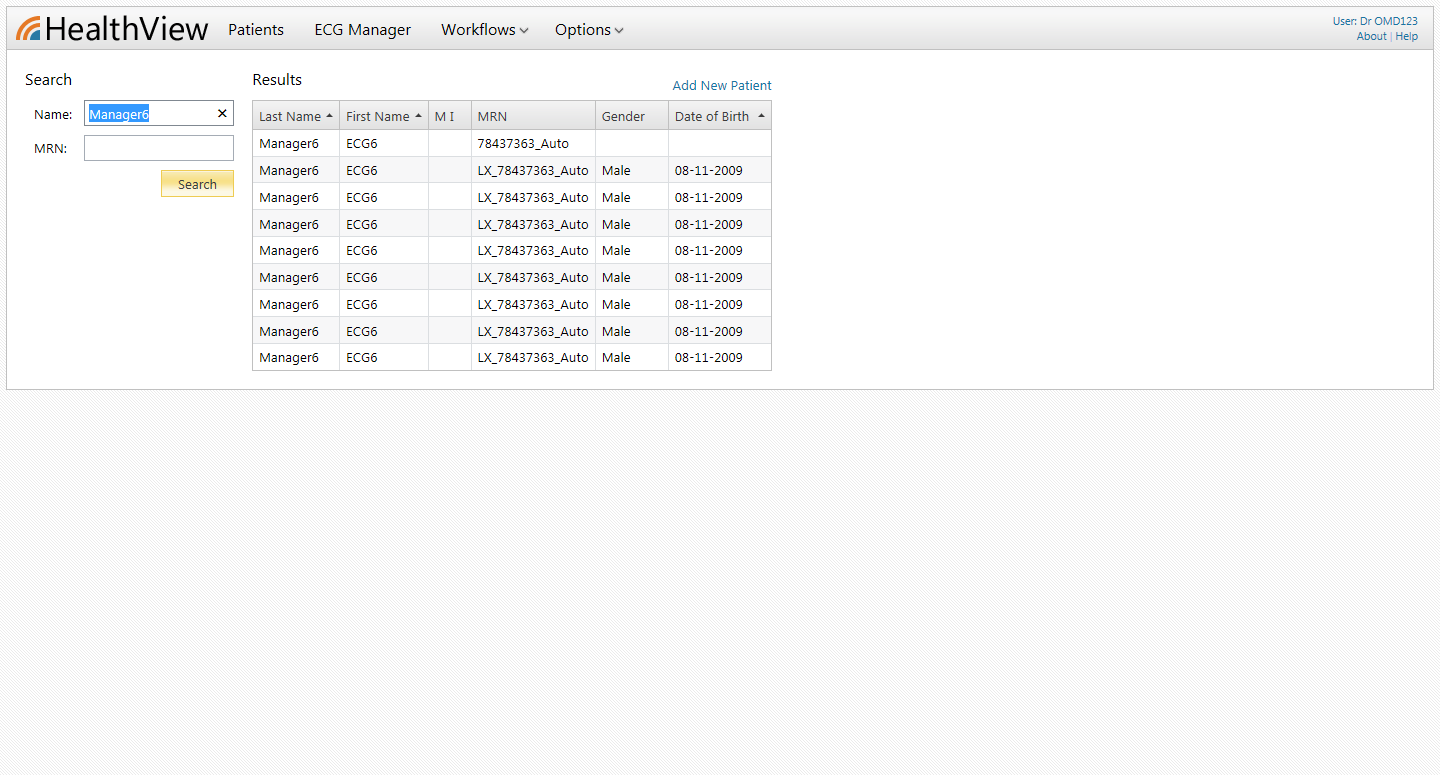 HealthView Patients ECG Manager Workflows Options
User: Dr OMD123
About | Help
Search
Name: Manager6 ✕
MRN:
Search
Results
Add New Patient
Last Name First Name M I MRN Gender Date of Birth
Manager6 ECG6 78437363_Auto
Manager6 ECG6 LX_78437363_Auto Male 08-11-2009
Manager6 ECG6 LX_78437363_Auto Male 08-11-2009
Manager6 ECG6 LX_78437363_Auto Male 08-11-2009
Manager6 ECG6 LX_78437363_Auto Male 08-11-2009
Manager6 ECG6 LX_78437363_Auto Male 08-11-2009
Manager6 ECG6 LX_78437363_Auto Male 08-11-2009
Manager6 ECG6 LX_78437363_Auto Male 08-11-2009
Manager6 ECG6 LX_78437363_Auto Male 08-11-2009